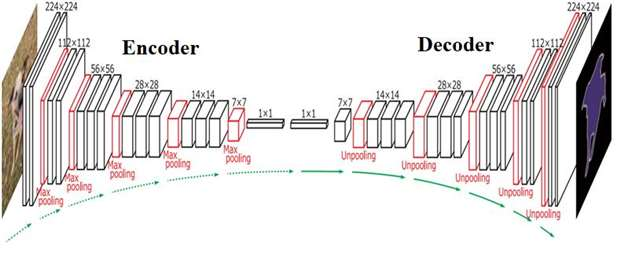 224×224
224×224
112×112
Encoder
Decoder
112×112
56×56
56×56
28×28
28×28
14×14
14×14
7×7
1×1
1×1
7×7
Max
pooling
Max
pooling
Max
pooling
Max
pooling
Max
pooling
Unpooling
Unpooling
Unpooling
Unpooling
Unpooling